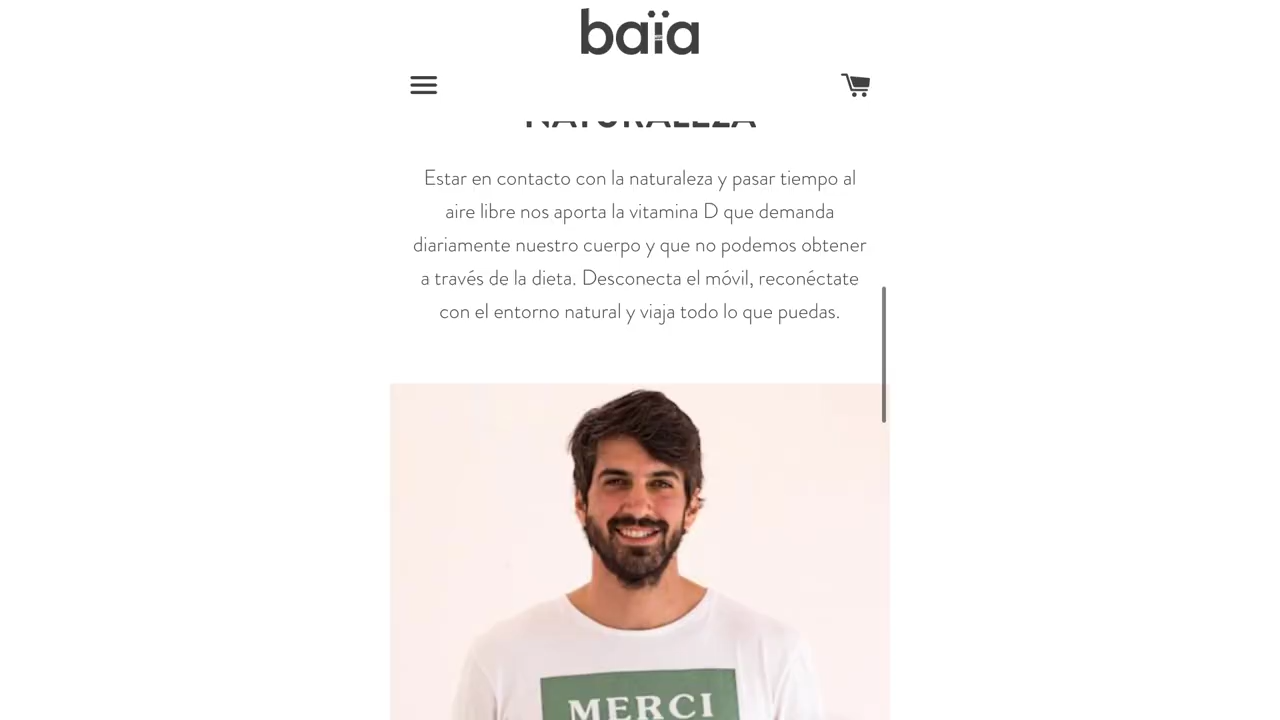 baïa
NATURALEZA
Estar en contacto con la naturaleza y pasar tiempo al
aire libre nos aporta la vitamina D que demanda
diariamente nuestro cuerpo y que no podemos obtener
a través de la dieta. Desconecta el móvil, reconéctate
con el entorno natural y viaja todo lo que puedas.
MERCI